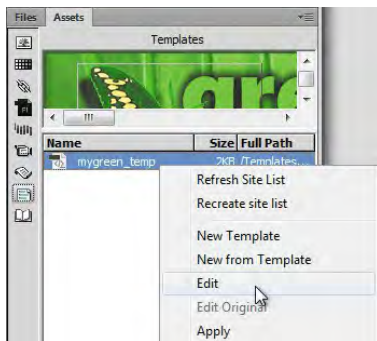 Files Assets
Templates
gre
Name Size Full Path
mygreen_temp 2KB /Templates...
Refresh Site List
Recreate site list
New Template
New from Template
Edit
Edit Original
Apply